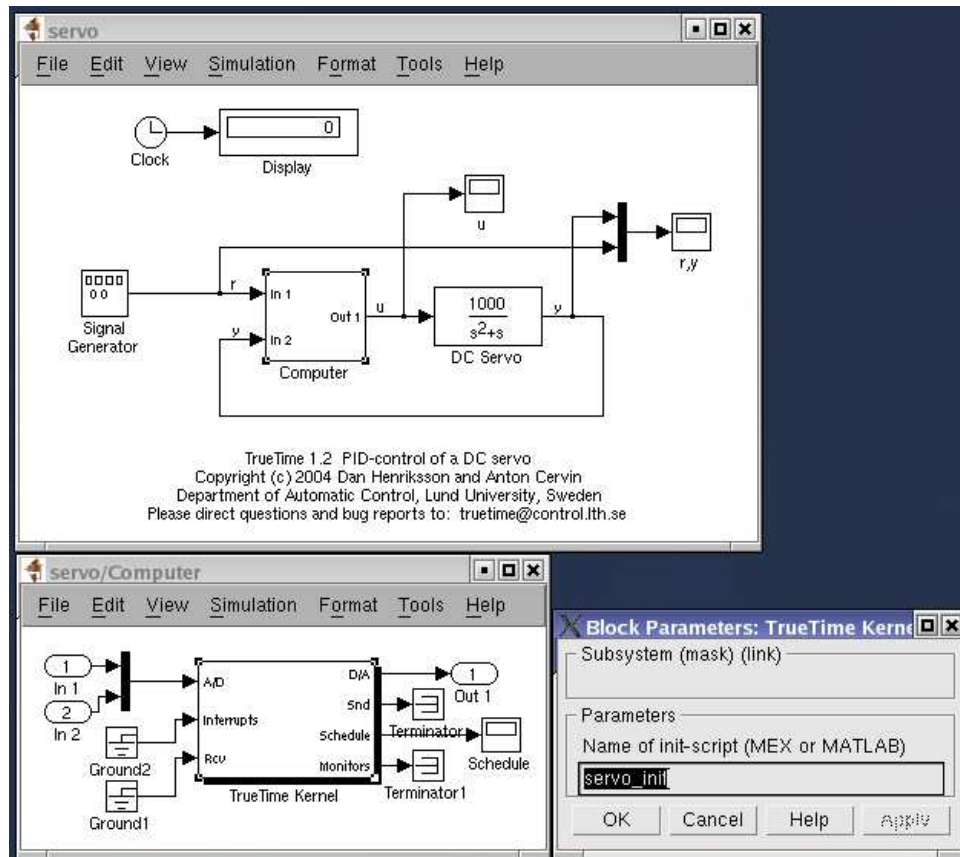 servo
File Edit View Simulation Format Tools Help
0
Clock
Display
u
r,y
Signal
Generator
r
y
In 1
In 2
Out 1
Computer
u
1000
s²+s
DC Servo
y
TrueTime 1.2 PID-control of a DC servo
Copyright (c) 2004 Dan Henriksson and Anton Cervin
Department of Automatic Control, Lund University, Sweden
Please direct questions and bug reports to: truetime@control.lth.se
servo/Computer
File Edit View Simulation Format Tools Help
1
In 1
2
In 2
Ground2
Ground1
A/D
Interrupts
Rcv
D/A
Snd
Schedule
Monitors
TrueTime Kernel
1
Out 1
Terminator
Schedule
Terminator1
Block Parameters: TrueTime Kerne
Subsystem (mask) (link)
Parameters
Name of init-script (MEX or MATLAB)
servo_init
OK Cancel Help Apply